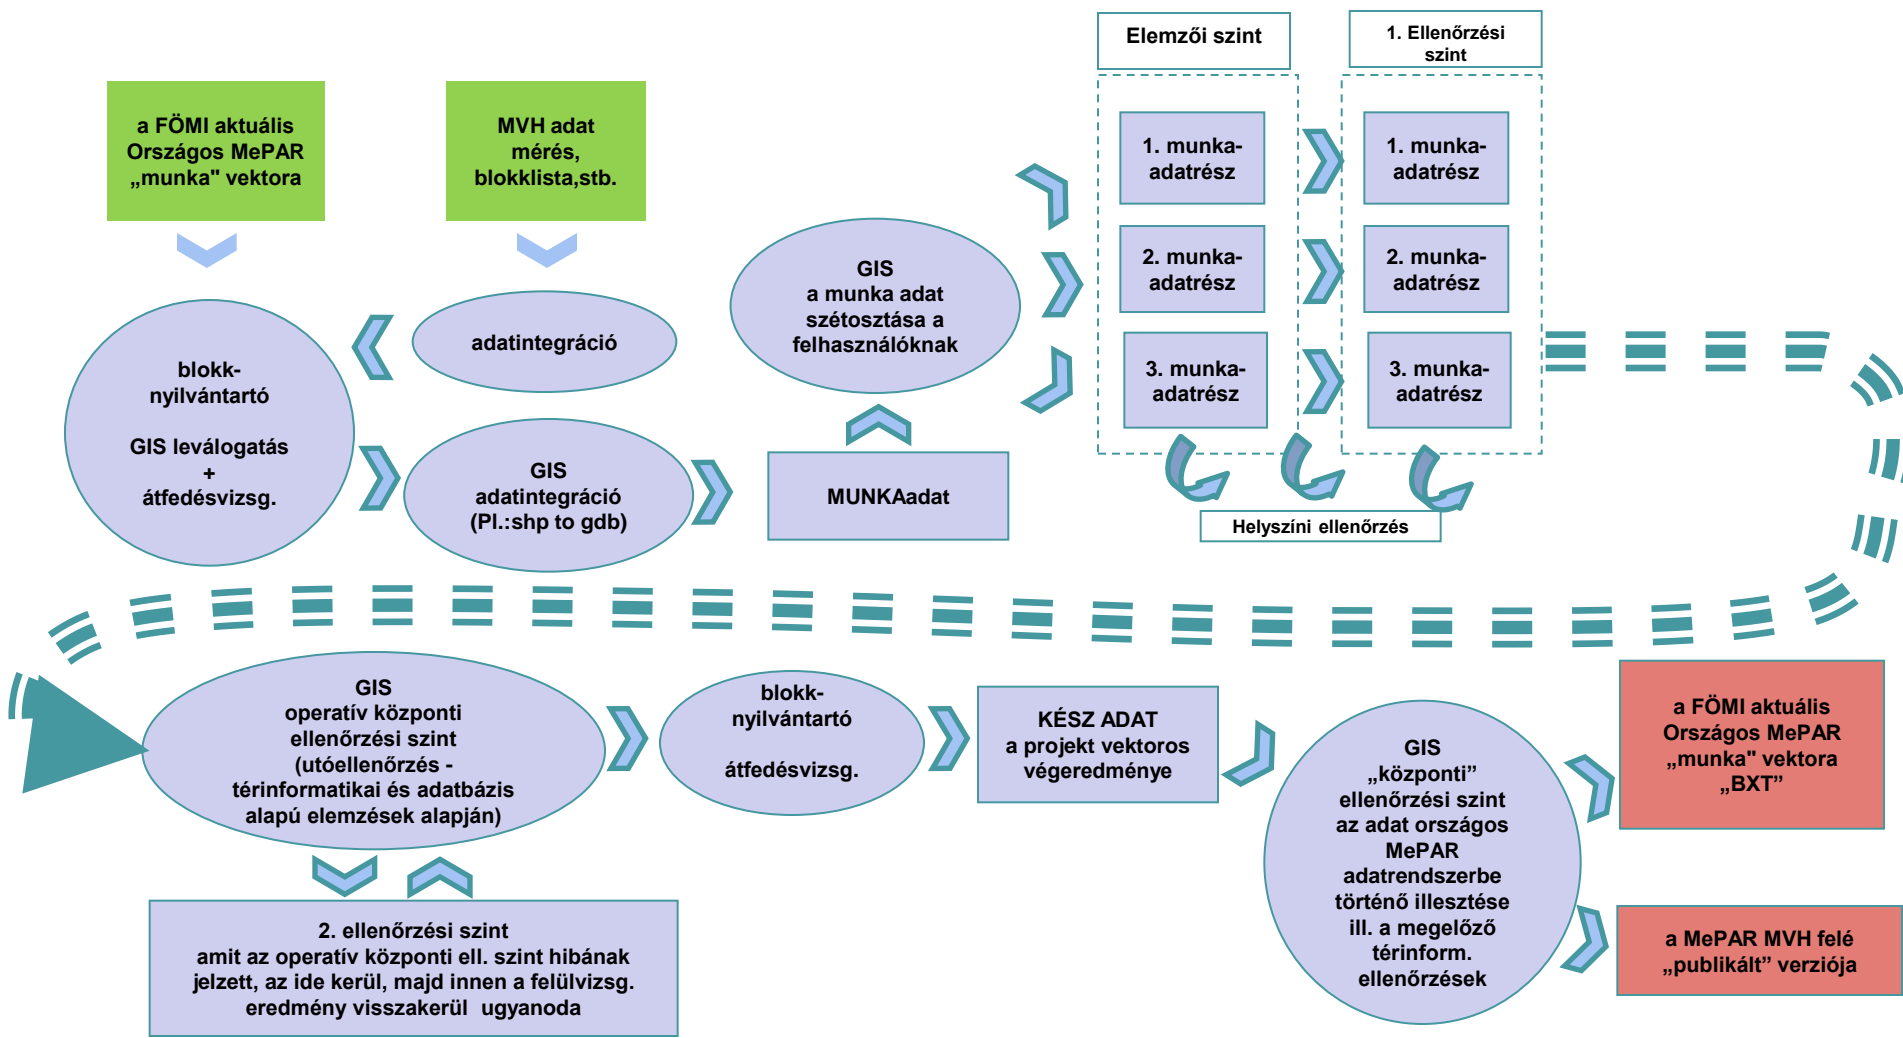 Elemzői szint
1. Ellenőrzési
szint
a FÖMI aktuális
Országos MePAR
„munka" vektora
MVH adat
mérés,
blokklista,stb.
blokk-
nyilvántartó
GIS leválogatás
+
átfedésvizsg.
adatintegráció
GIS
adatintegráció
(Pl.:shp to gdb)
MUNKAadat
GIS
a munka adat
szétosztása a
felhasználóknak
1. munka-
adatrész
2. munka-
adatrész
3. munka-
adatrész
1. munka-
adatrész
2. munka-
adatrész
3. munka-
adatrész
Helyszíni ellenőrzés
GIS
operatív központi
ellenőrzési szint
(utóellenőrzés -
térinformatikai és adatbázis
alapú elemzések alapján)
2. ellenőrzési szint
amit az operatív központi ell. szint hibának
jelzett, az ide kerül, majd innen a felülvizsg.
eredmény visszakerül ugyanoda
blokk-
nyilvántartó
átfedésvizsg.
KÉSZ ADAT
a projekt vektoros
végeredménye
GIS
„központi”
ellenőrzési szint
az adat országos
MePAR
adatrendszerbe
történő illesztése
ill. a megelőző
térinform.
ellenőrzések
a FÖMI aktuális
Országos MePAR
„munka" vektora
„BXT”
a MePAR MVH felé
„publikált” verziója